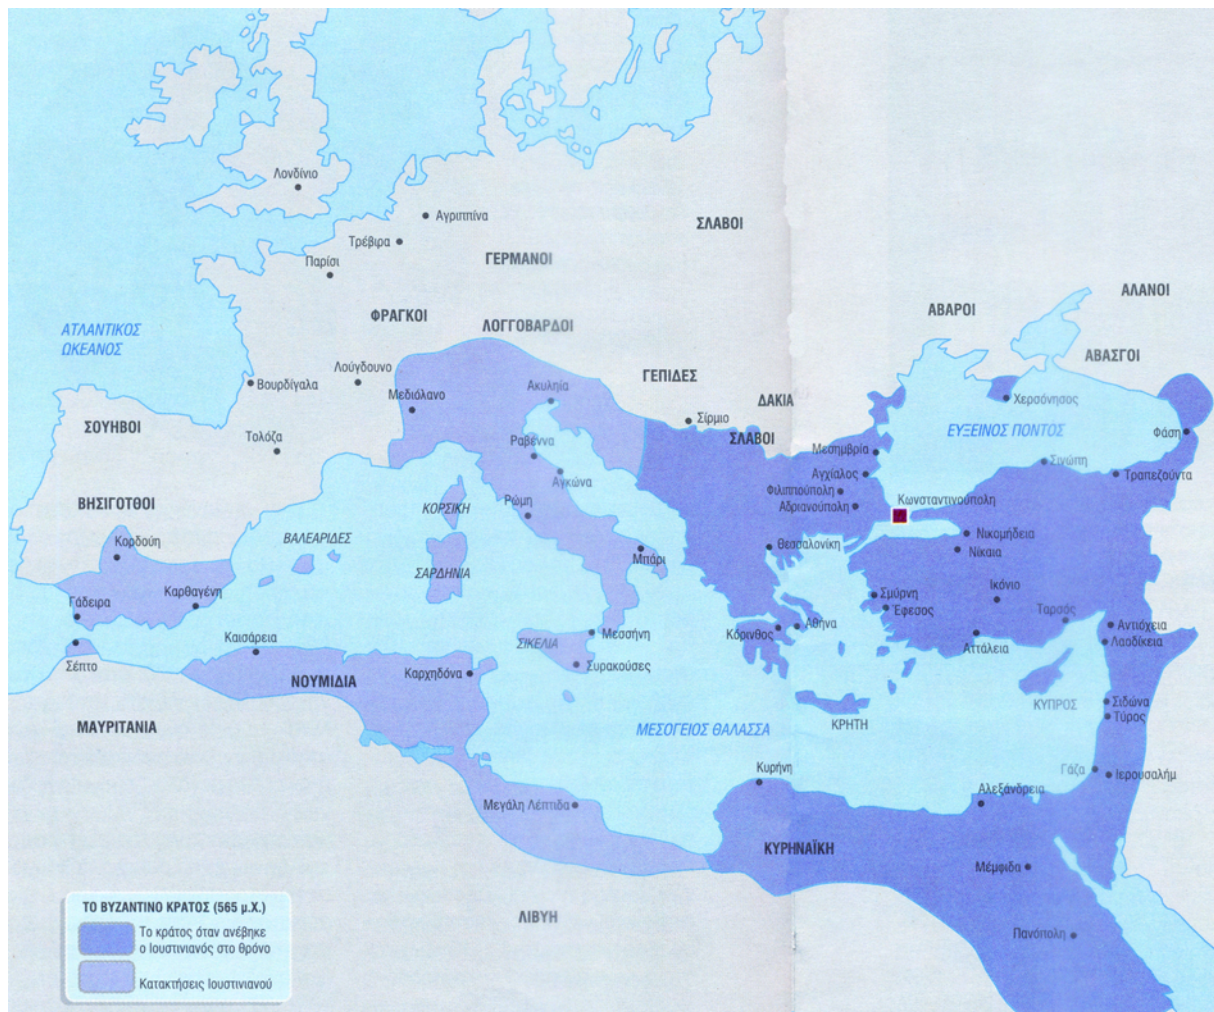 Λονδίνιο
Αγριππίνα
Τρέβιρα
Παρίσι
ΣΛΑΒΟΙ
ΓΕΡΜΑΝΟΙ
ΑΛΑΝΟΙ
ΑΒΑΡΟΙ
ΦΡΑΓΚΟΙ
ΛΟΓΓΟΒΑΡΔΟΙ
ΑΤΛΑΝΤΙΚΟΣ
ΩΚΕΑΝΟΣ
ΑΒΑΣΓΟΙ
Λούγδουνο
Βουρδίγαλα
Μεδιόλανο
Ακυληία
ΓΕΠΙΔΕΣ
ΔΑΚΙΑ
Χερσόνησος
ΣΟΥΗΒΟΙ
Τολόζα
Σίρμιο
ΣΛΑΒΟΙ
ΕΥΞΕΙΝΟΣ ΠΟΝΤΟΣ
Φάση
Ραβέννα
Μεσημβρία
Σινώπη
Αγκώνα
Αγχίαλος
Τραπεζούντα
Φιλιππούπολη
ΒΗΣΙΓΟΤΘΟΙ
ΚΟΡΣΙΚΗ
Ρώμη
Αδριανούπολη
Κωνσταντινούπολη
Κορδούη
ΒΑΛΕΑΡΙΔΕΣ
Νικομήδεια
Θεσσαλονίκη
Νίκαια
Μπάρι
ΣΑΡΔΗΝΙΑ
Καρθαγένη
Σμύρνη
Ικόνιο
Γάδειρα
Έφεσος
Ταρσός
Καισάρεια
ΣΙΚΕΛΙΑ
Μεσσήνη
Κόρινθος
Αθήνα
Αντιόχεια
Λαοδίκεια
Αττάλεια
Σέπτο
ΝΟΥΜΙΔΙΑ
Καρχηδόνα
Συρακούσες
Σιδώνα
ΚΥΠΡΟΣ
Τύρος
ΜΑΥΡΙΤΑΝΙΑ
ΜΕΣΟΓΕΙΟΣ ΘΑΛΑΣΣΑ
ΚΡΗΤΗ
Κυρήνη
Γάζα
Ιερουσαλήμ
Μεγάλη Λέπτιδα
Αλεξάνδρεια
ΚΥΡΗΝΑΪΚΗ
Μέμφιδα
ΛΙΒΥΗ
Πανόπολη
ΤΟ ΒΥΖΑΝΤΙΝΟ ΚΡΑΤΟΣ (565 μ.Χ.)
Το κράτος όταν ανέβηκε
ο Ιουστινιανός στο θρόνο
Κατακτήσεις Ιουστινιανού